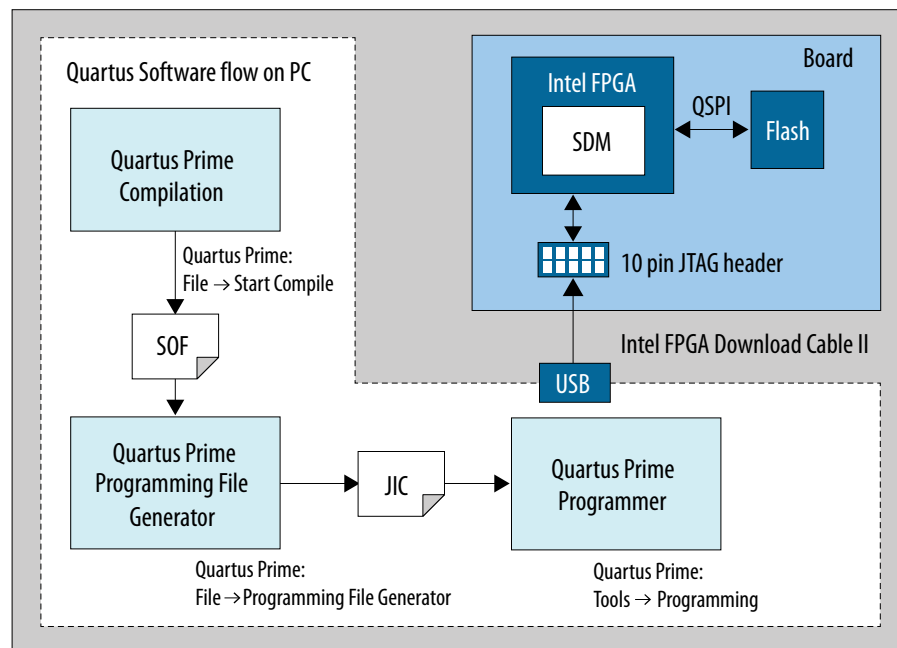 Quartus Software flow on PC
Quartus Prime
Compilation
Quartus Prime:
File → Start Compile
SOF
Quartus Prime
Programming File
Generator
Quartus Prime:
File → Programming File Generator
JIC
Quartus Prime
Programmer
Quartus Prime:
Tools → Programming
Board
Intel FPGA
SDM
QSPI
Flash
10 pin JTAG header
Intel FPGA Download Cable II
USB